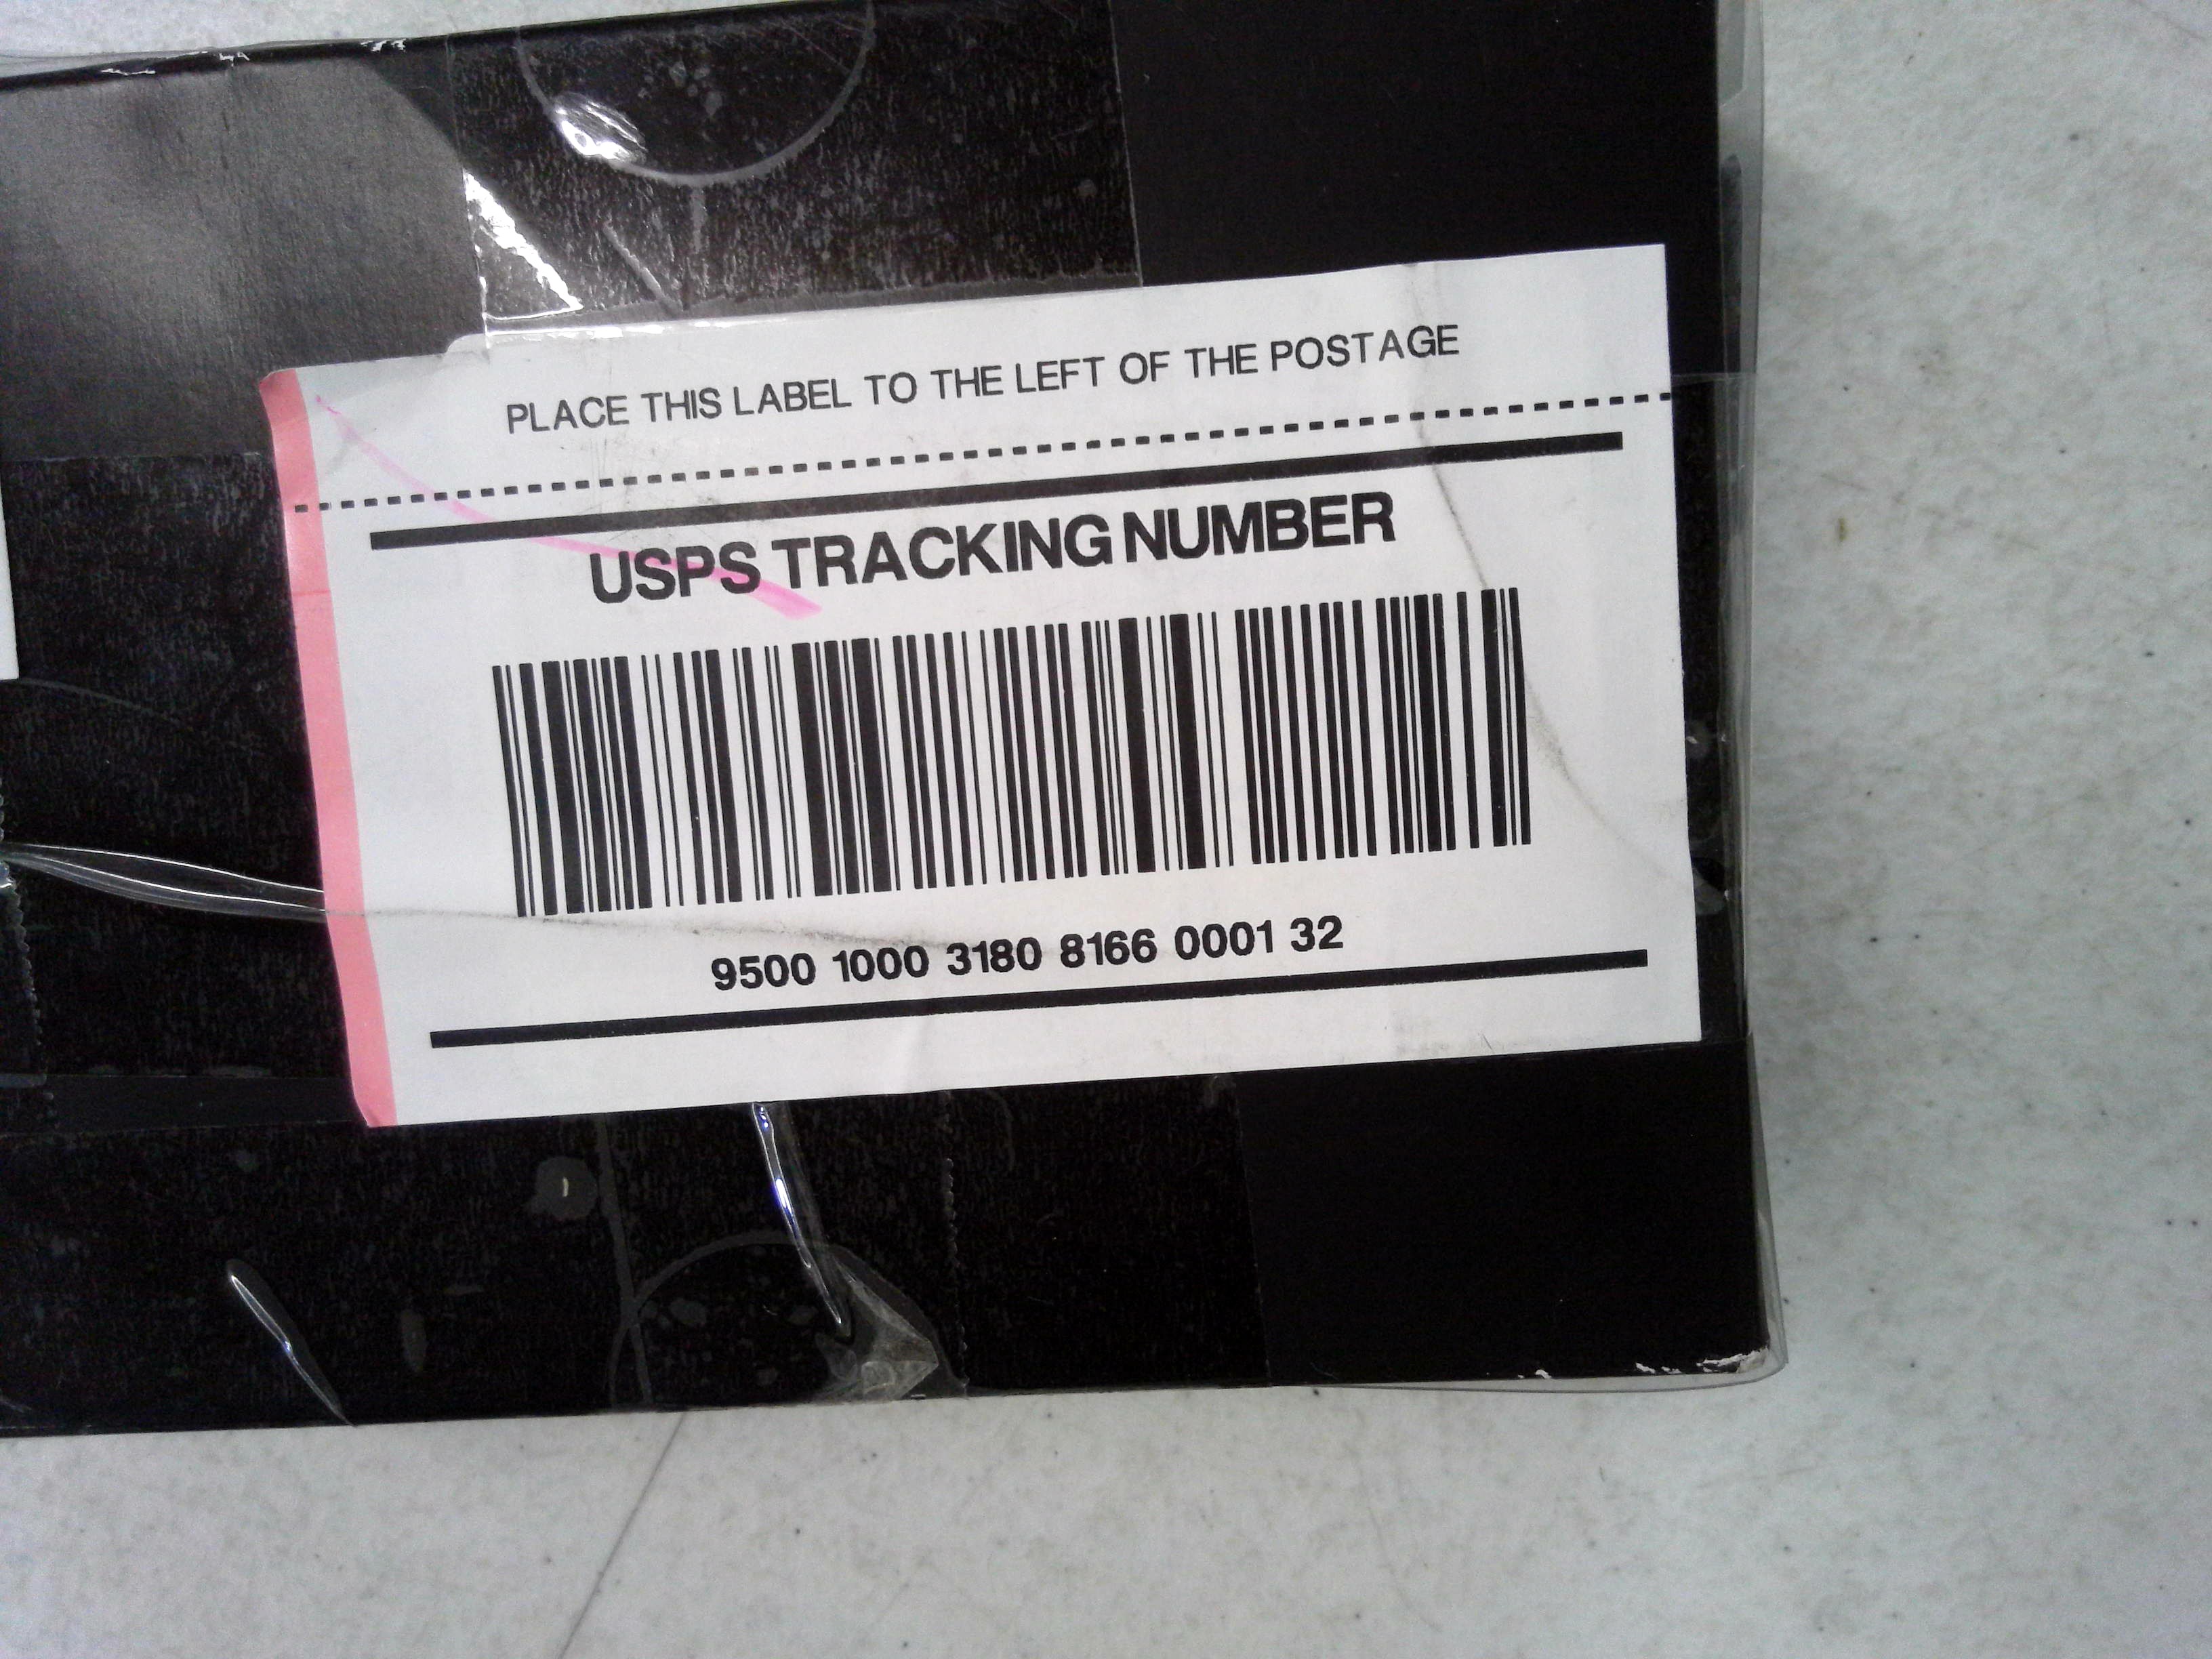 PLACE THIS LABEL TO THE LEFT OF THE POSTAGE
USPS TRACKING NUMBER
9500 1000 3180 8166 0001 32